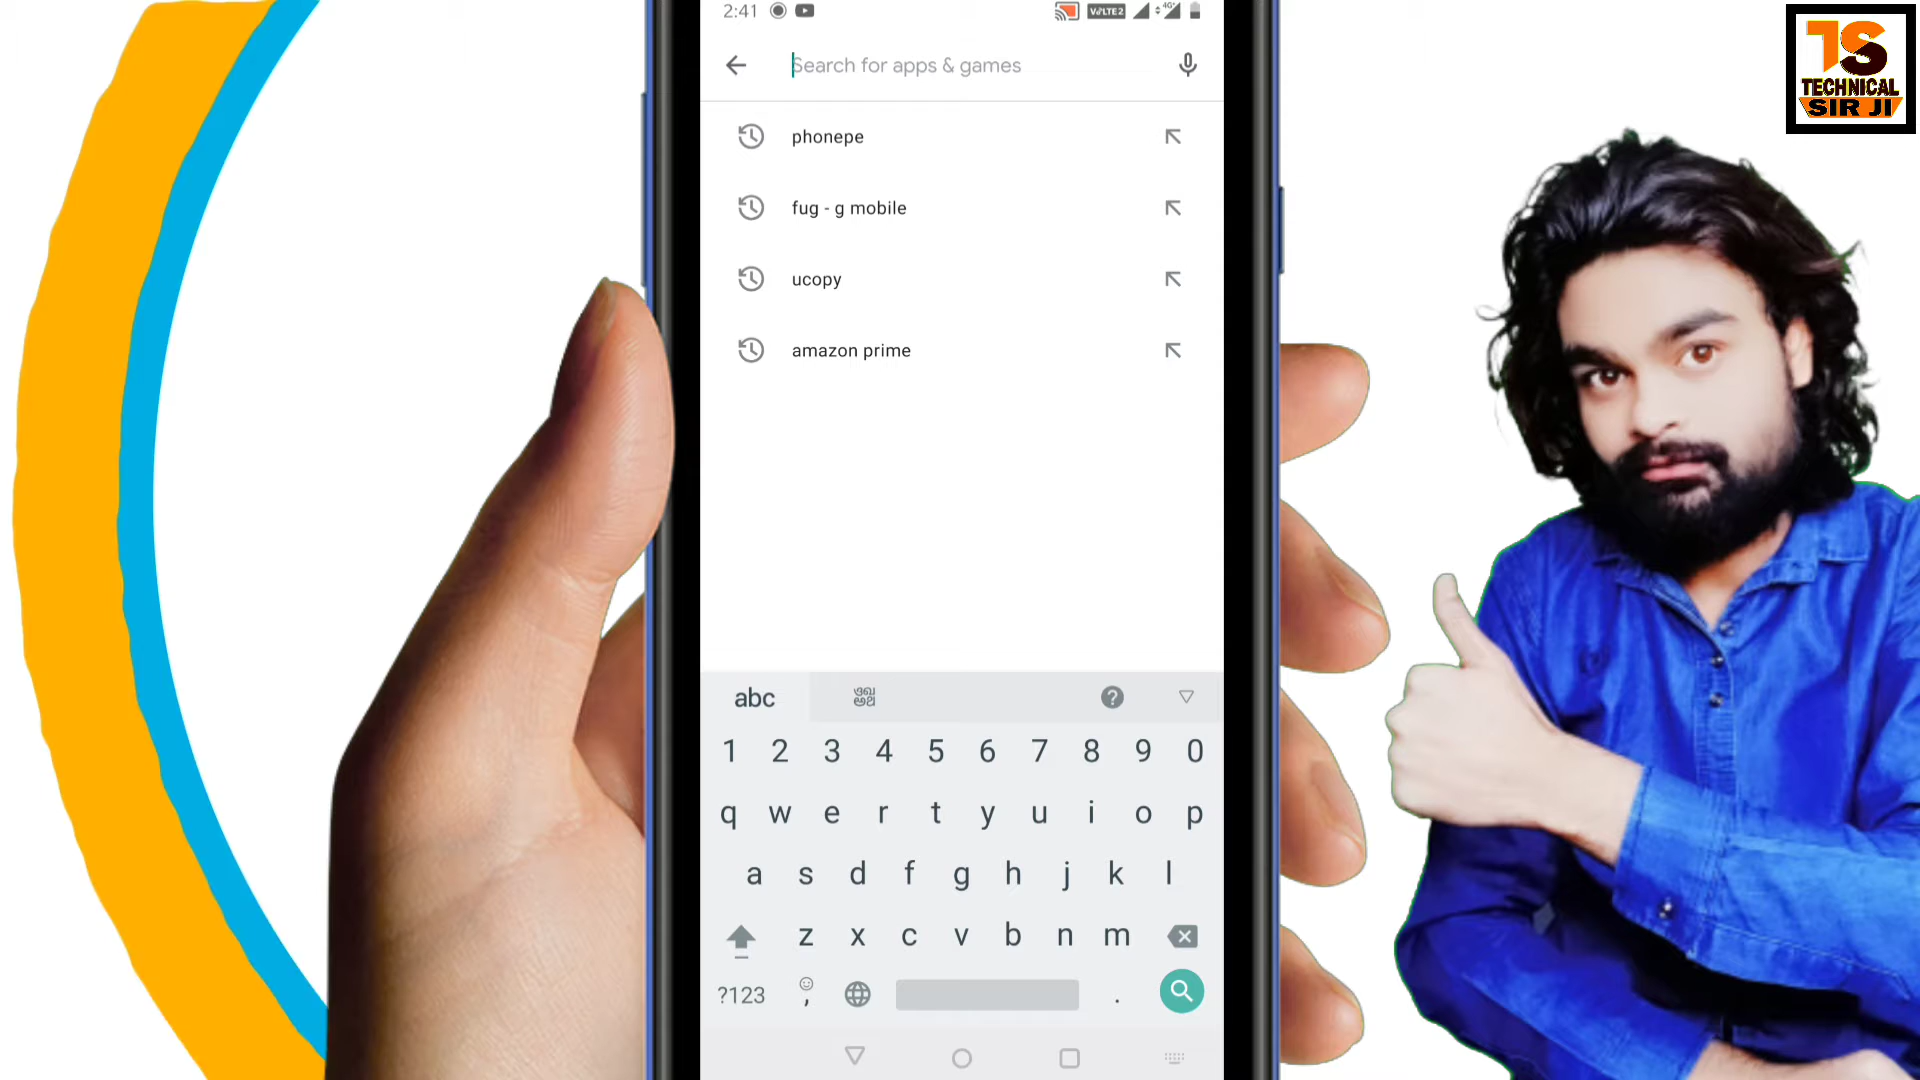 2:41 VoLTE2 4G+
Search for apps & games
phonepe
fug - g mobile
ucopy
amazon prime
abc
1 2 3 4 5 6 7 8 9 0
q w e r t y u i o p
a s d f g h j k l
z x c v b n m
?123 , .
TS
TECHNICAL
SIR JI